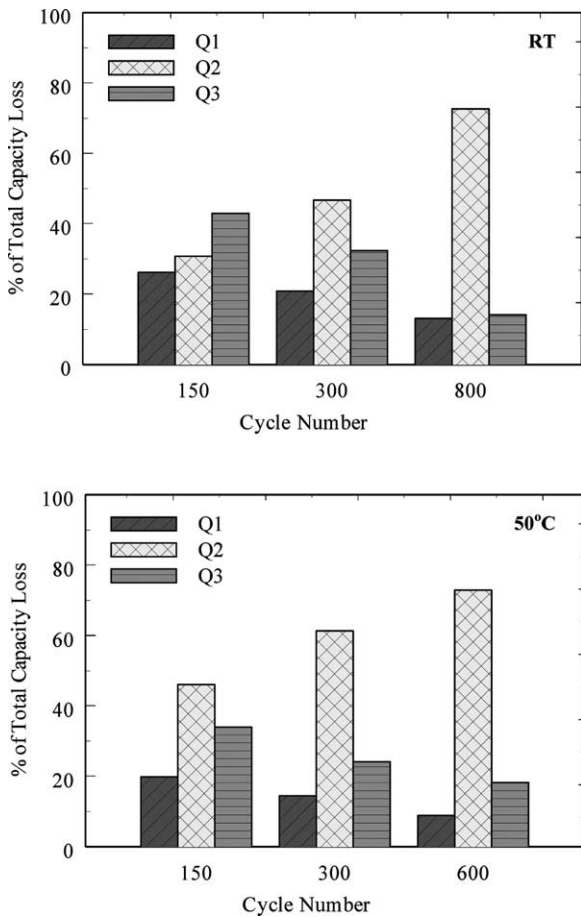 100
80
60
40
20
0
% of Total Capacity Loss
Q1
Q2
Q3
RT
150 300 800
Cycle Number
100
80
60
40
20
0
% of Total Capacity Loss
Q1
Q2
Q3
50°C
150 300 600
Cycle Number